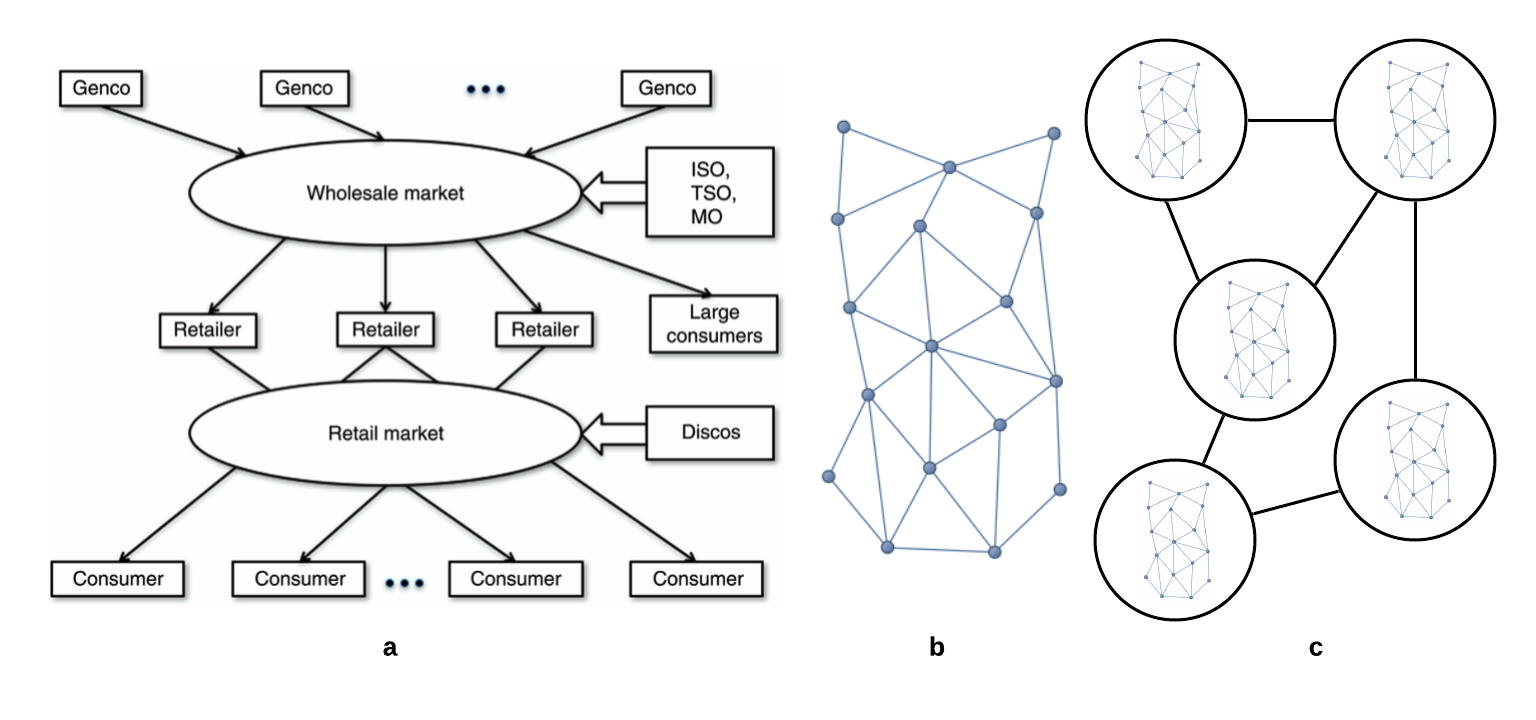 Genco
Genco
Genco
Wholesale market
ISO,
TSO,
MO
Retailer
Retailer
Retailer
Large
consumers
Retail market
Discos
Consumer
Consumer
Consumer
Consumer
a
b
c